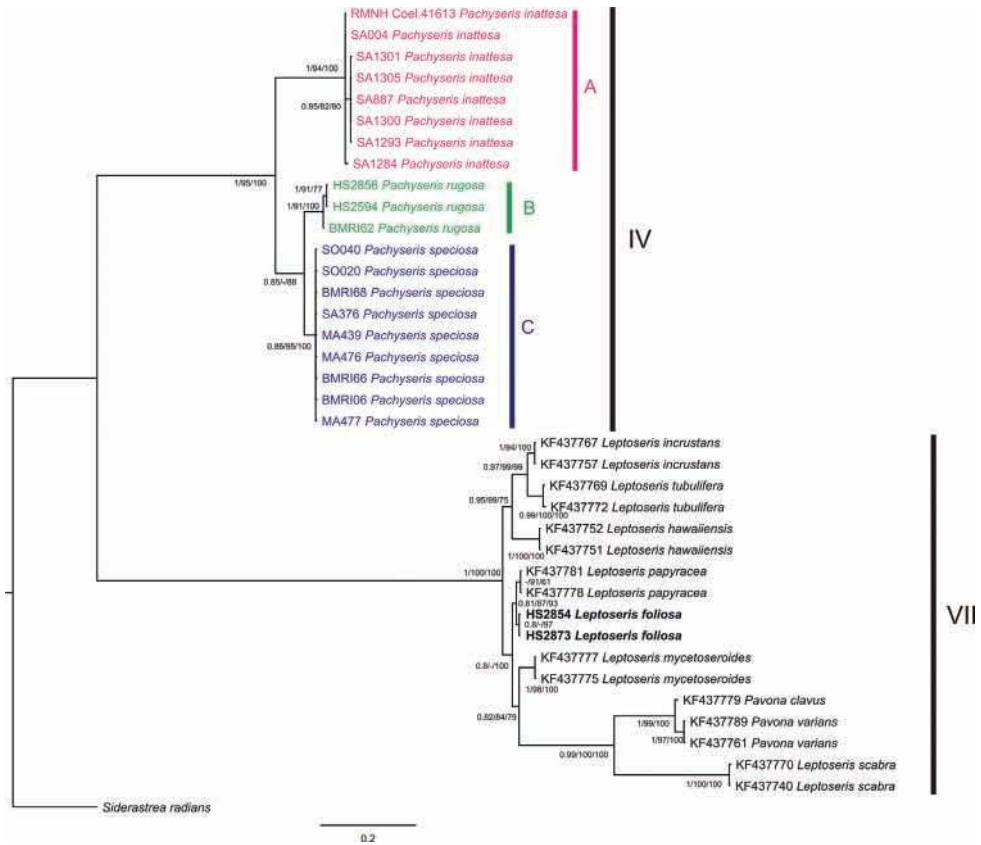 RMNH Coel.41613 Pachyseris inattesa
SA004 Pachyseris inattesa
SA1301 Pachyseris inattesa
1/94/100
SA1305 Pachyseris inattesa
A
SA887 Pachyseris inattesa
0.95/82/90
SA1300 Pachyseris inattesa
SA1293 Pachyseris inattesa
SA1284 Pachyseris inattesa
1/95/100
1/91/77
HS2856 Pachyseris rugosa
1/91/100
HS2594 Pachyseris rugosa
B
BMRI62 Pachyseris rugosa
IV
SO040 Pachyseris speciosa
SO020 Pachyseris speciosa
0.85/-/88
BMRI68 Pachyseris speciosa
SA376 Pachyseris speciosa
C
MA439 Pachyseris speciosa
MA476 Pachyseris speciosa
BMRI66 Pachyseris speciosa
BMRI06 Pachyseris speciosa
MA477 Pachyseris speciosa
1/94/100
KF437767 Leptoseris incrustans
0.97/99/99
KF437757 Leptoseris incrustans
KF437769 Leptoseris tubulifera
0.95/99/75
KF437772 Leptoseris tubulifera
0.99/100/100
KF437752 Leptoseris hawaiiensis
KF437751 Leptoseris hawaiiensis
1/100/100
1/100/100
KF437781 Leptoseris papyracea
-/91/61
KF437778 Leptoseris papyracea
0.81/87/93
HS2854 Leptoseris foliosa
0.8/-/97
HS2873 Leptoseris foliosa
VII
KF437777 Leptoseris mycetoseroides
0.8/-/100
KF437775 Leptoseris mycetoseroides
1/98/100
KF437779 Pavona clavus
0.82/84/79
1/99/100
KF437789 Pavona varians
1/97/100
KF437761 Pavona varians
0.99/100/100
KF437770 Leptoseris scabra
1/100/100
KF437740 Leptoseris scabra
Siderastrea radians
0.2